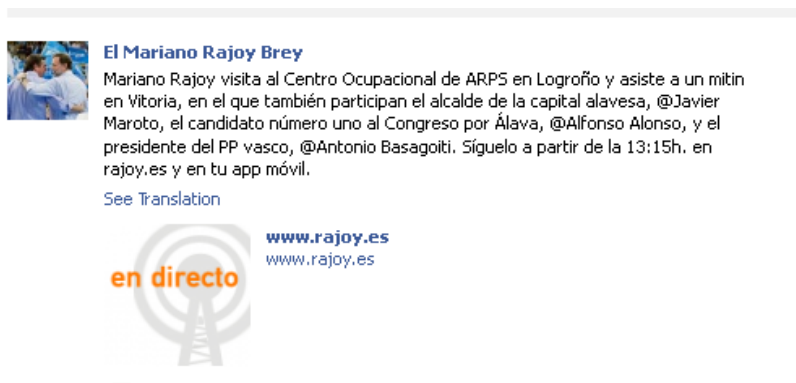 El Mariano Rajoy Brey
Mariano Rajoy visita al Centro Ocupacional de ARPS en Logroño y asiste a un mitin
en Vitoria, en el que también participan el alcalde de la capital alavesa, @Javier
Maroto, el candidato número uno al Congreso por Álava, @Alfonso Alonso, y el
presidente del PP vasco, @Antonio Basagoiti. Síguelo a partir de la 13:15h. en
rajoy.es y en tu app móvil.
See Translation
en directo
www.rajoy.es
www.rajoy.es